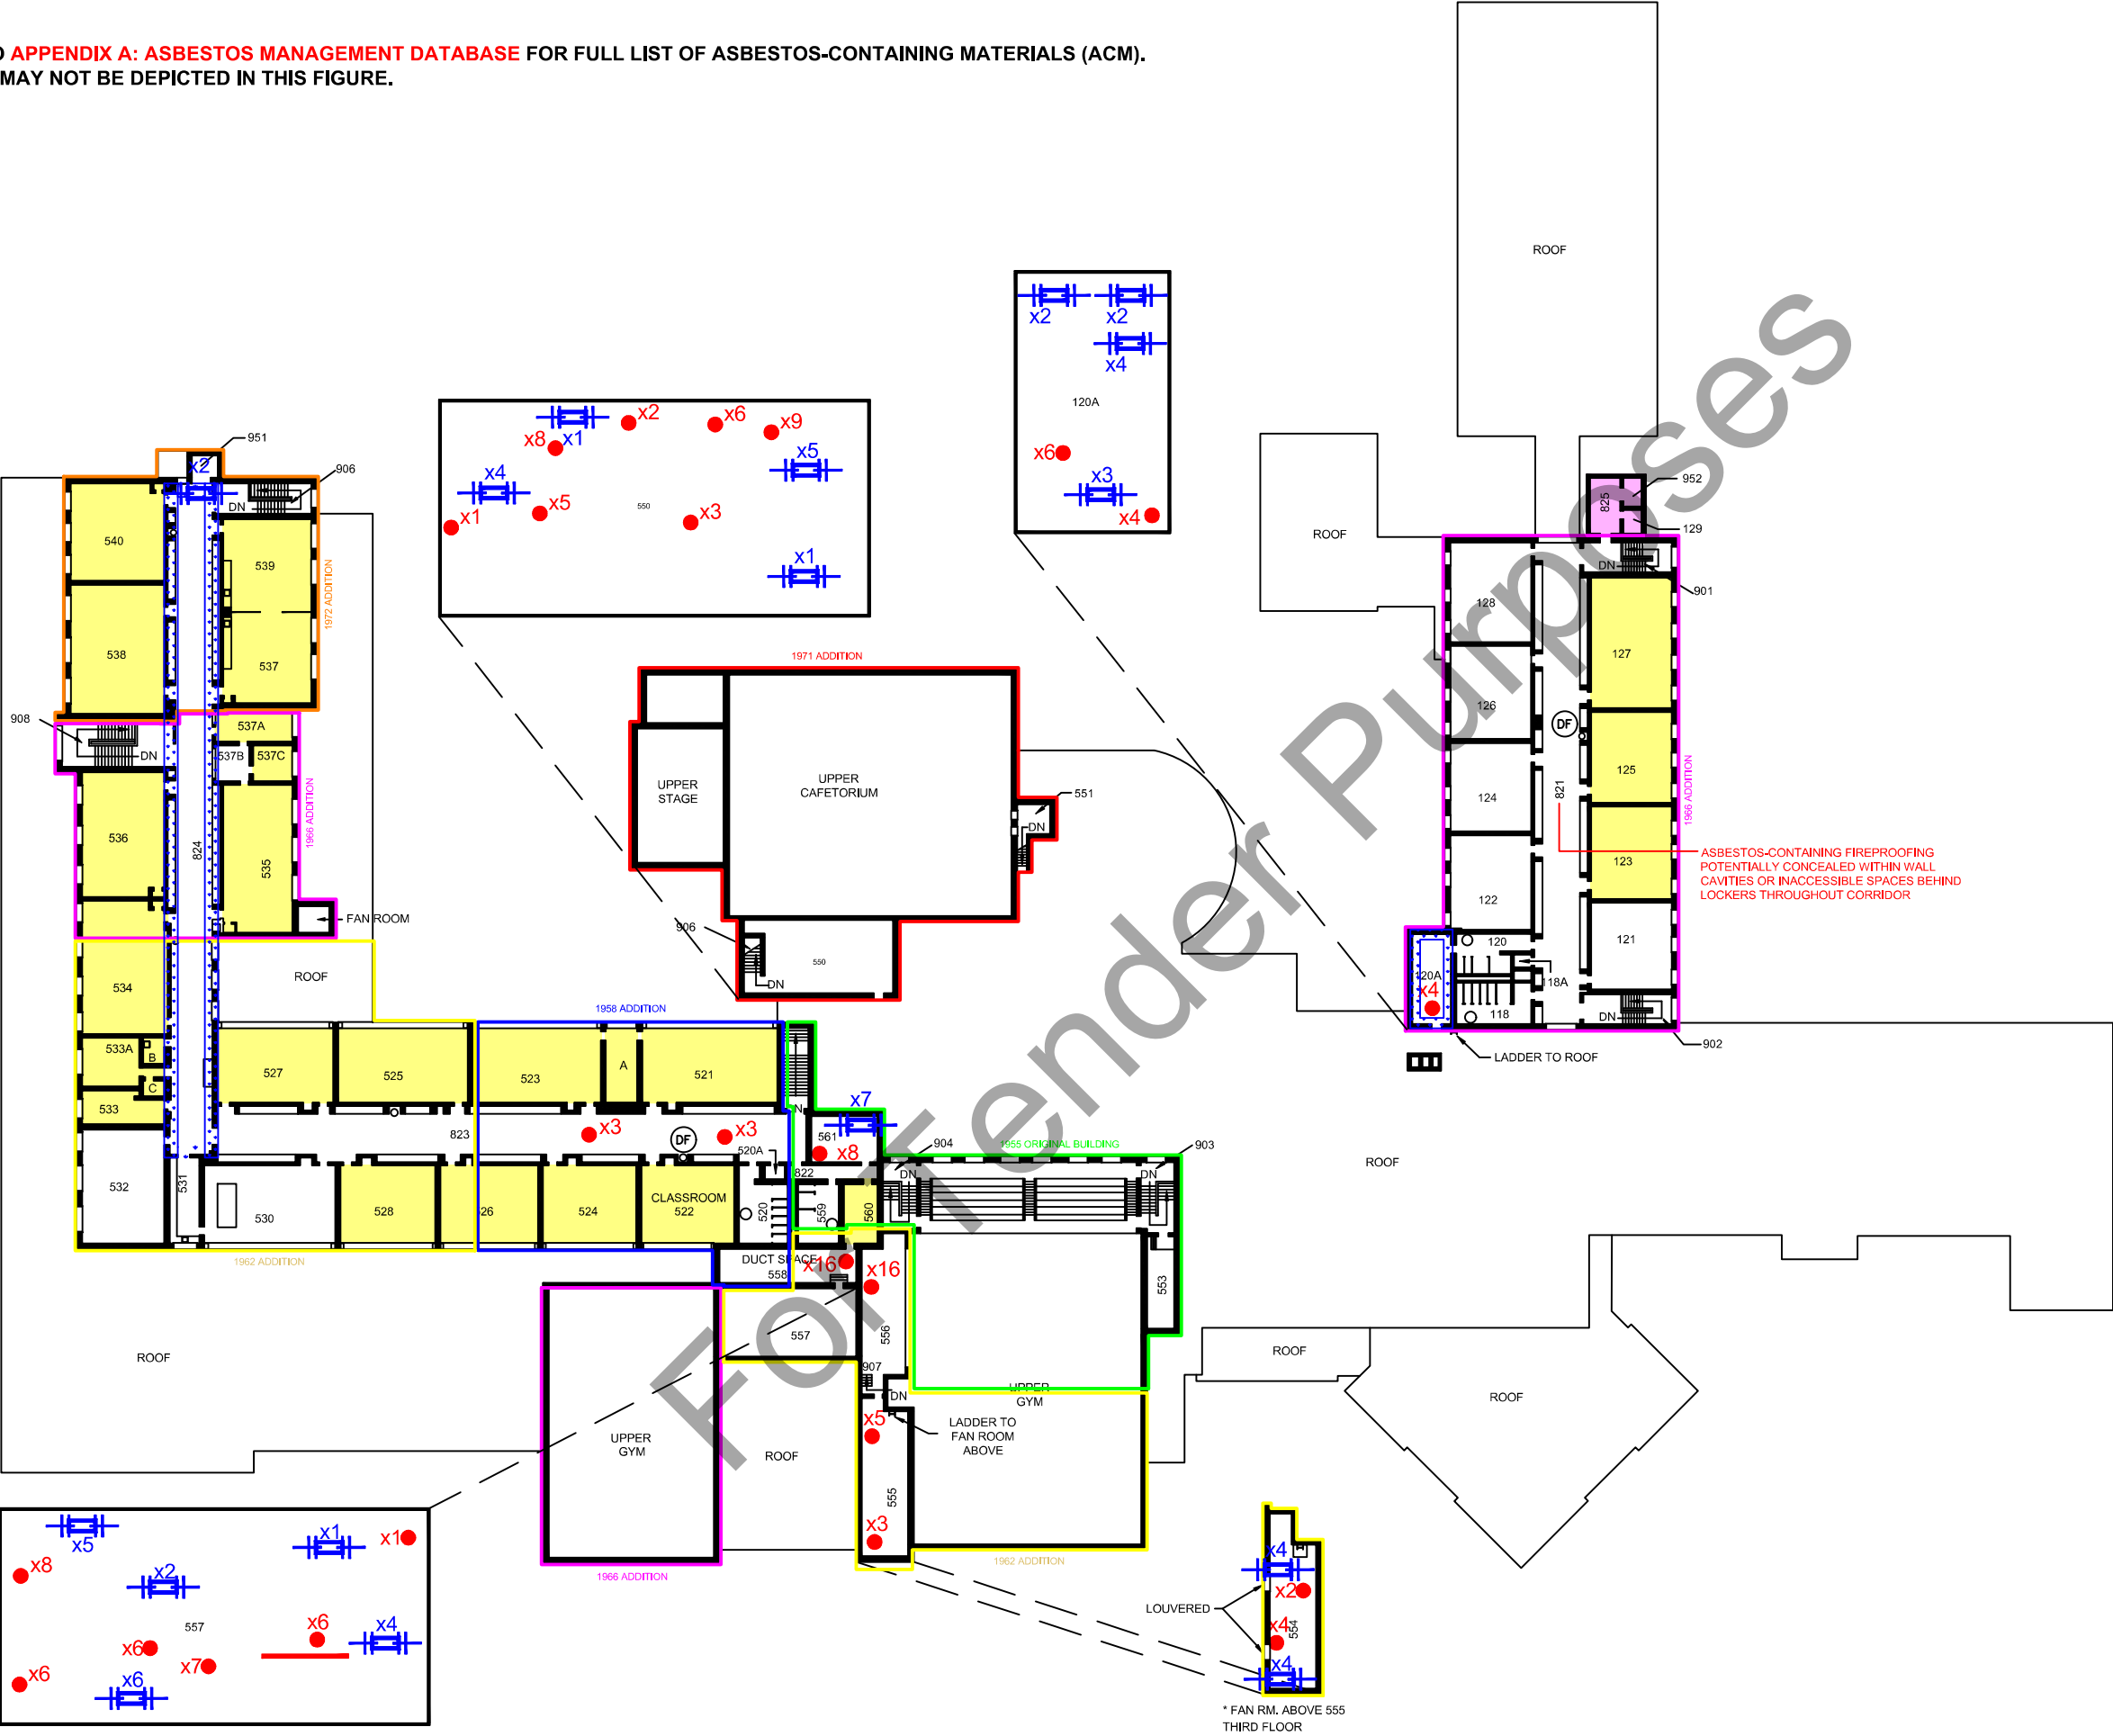 APPENDIX A: ASBESTOS MANAGEMENT DATABASE FOR FULL LIST OF ASBESTOS-CONTAINING MATERIALS (ACM).
MAY NOT BE DEPICTED IN THIS FIGURE.
ROOF
x2
x2
x4
120A
x6
x3
x4
x2
x6
x9
x8
x1
x5
x4
x5
550
x3
x1
x1
951
x2
906
DN
540
539
538
537
1972 ADDITION
908
DN
537A
537B
537C
1966 ADDITION
536
824
535
FAN ROOM
534
ROOF
533A
B
C
533
532
531
527
525
523
A
521
1958 ADDITION
823
x3
DF
x3
520A
530
528
524
CLASSROOM
522
520
1962 ADDITION
1971 ADDITION
UPPER
STAGE
UPPER
CAFETORIUM
551
DN
906
DN
550
ROOF
952
825
129
DN
901
128
127
126
DF
125
124
821
123
1966 ADDITION
ASBESTOS-CONTAINING FIREPROOFING
POTENTIALLY CONCEALED WITHIN WALL
CAVITIES OR INACCESSIBLE SPACES BEHIND
LOCKERS THROUGHOUT CORRIDOR
122
121
120
120A
118A
x4
118
DN
902
LADDER TO ROOF
x7
561
x8
822
904
1955 ORIGINAL BUILDING
903
DN
DN
559
560
ROOF
DUCT SPACE
558
x16
x16
553
557
556
907
DN
UPPER
GYM
x5
LADDER TO
FAN ROOM
ABOVE
UPPER
GYM
ROOF
555
x3
1966 ADDITION
1962 ADDITION
ROOF
ROOF
ROOF
x5
x1
x1
x8
x2
557
x6
x4
x6
x7
x6
x6
x4
x2
LOUVERED
x4
554
x4
* FAN RM. ABOVE 555
THIRD FLOOR
For Tender Purposes